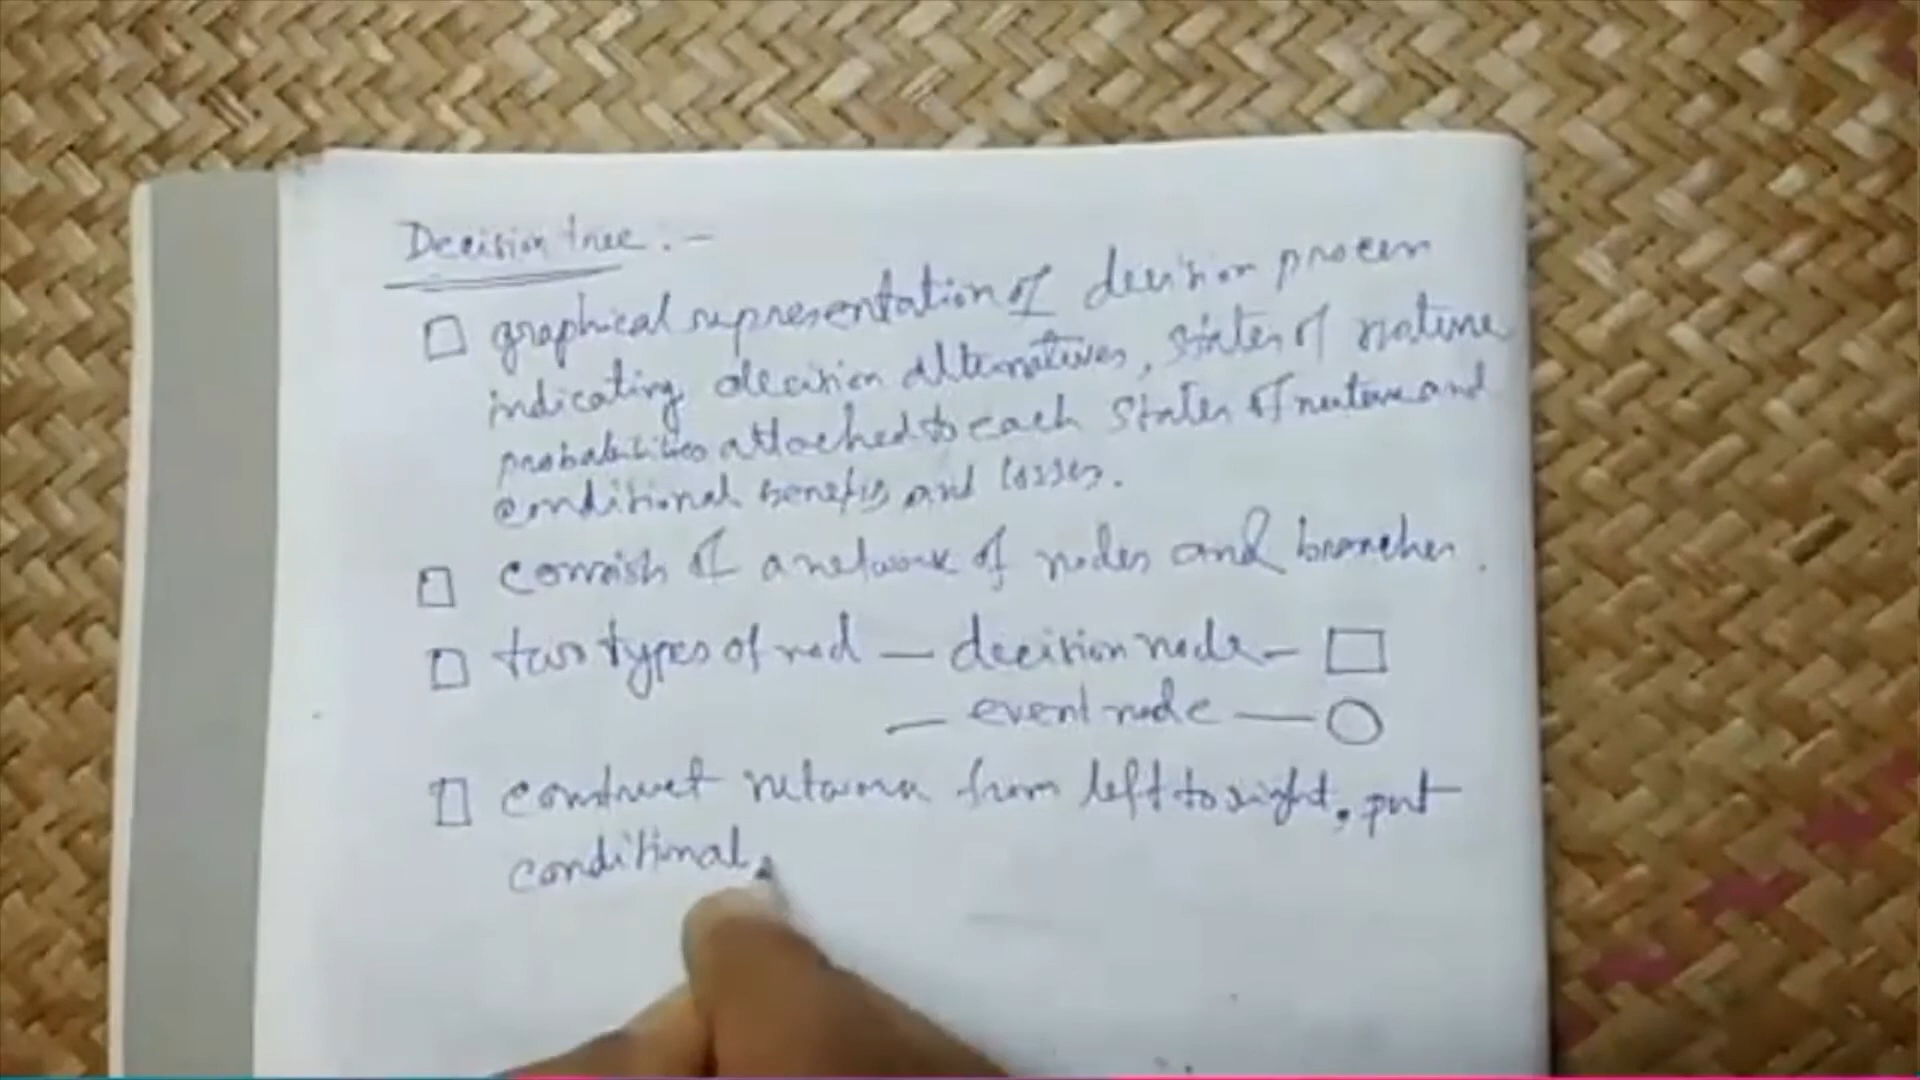 Decision tree :-
□ graphical representation of decision process
indicating decision alternatives, states of nature
probabilities attached to each states of nature and
conditional benefits and losses.
□ consists of a network of nodes and branches.
□ two types of nod — decision node - □
— event node — ○
□ construct network from left to right, put
conditional